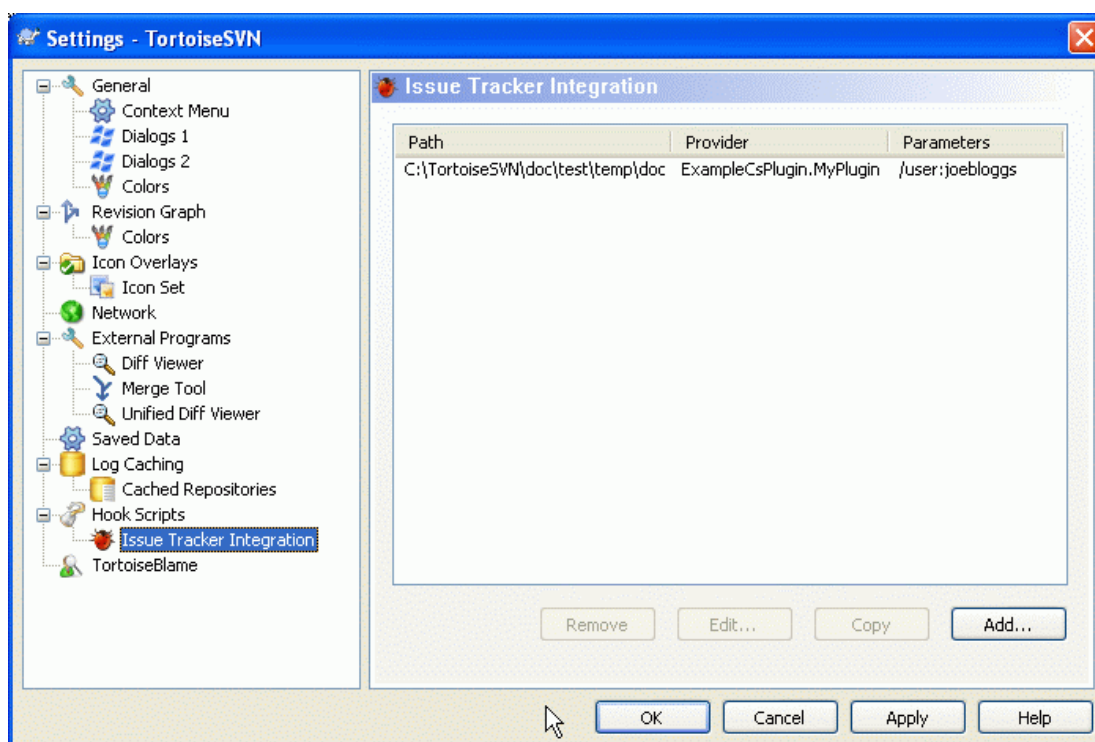 Settings - TortoiseSVN
General
Context Menu
Dialogs 1
Dialogs 2
Colors
Revision Graph
Colors
Icon Overlays
Icon Set
Network
External Programs
Diff Viewer
Merge Tool
Unified Diff Viewer
Saved Data
Log Caching
Cached Repositories
Hook Scripts
Issue Tracker Integration
TortoiseBlame
Issue Tracker Integration
Path Provider Parameters
C:\TortoiseSVN\doc\test\temp\doc ExampleCsPlugin.MyPlugin /user:joebloggs
Remove Edit... Copy Add...
OK Cancel Apply Help